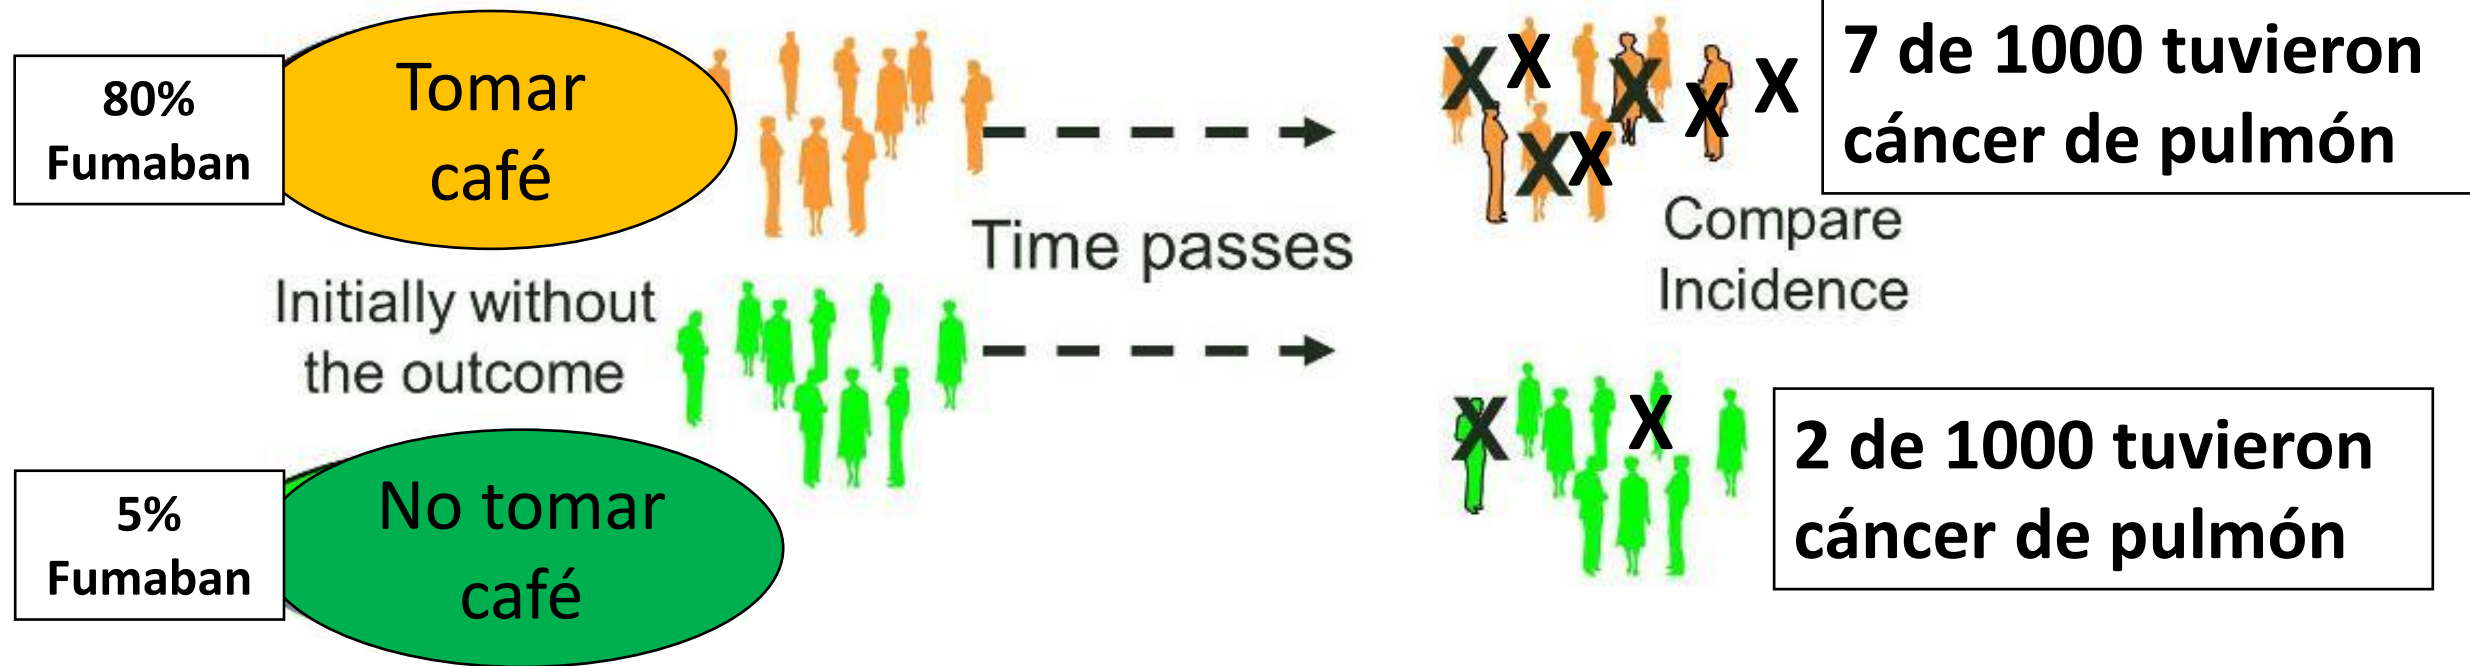 80%
Fumaban
Tomar
café
7 de 1000 tuvieron
cáncer de pulmón
X X X X X
X X
Time passes
Compare
Incidence
Initially without
the outcome
5%
Fumaban
No tomar
café
X X
2 de 1000 tuvieron
cáncer de pulmón